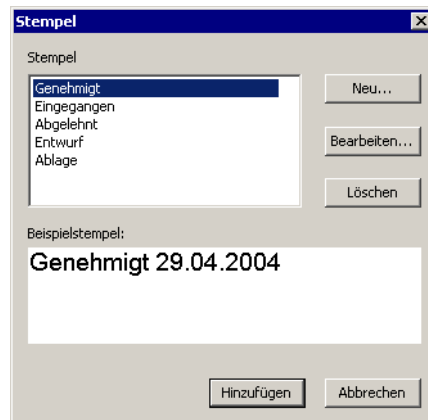 Stempel
Stempel
Genehmigt
Eingegangen
Abgelehnt
Entwurf
Ablage
Neu...
Bearbeiten...
Löschen
Beispielstempel:
Genehmigt 29.04.2004
Hinzufügen
Abbrechen